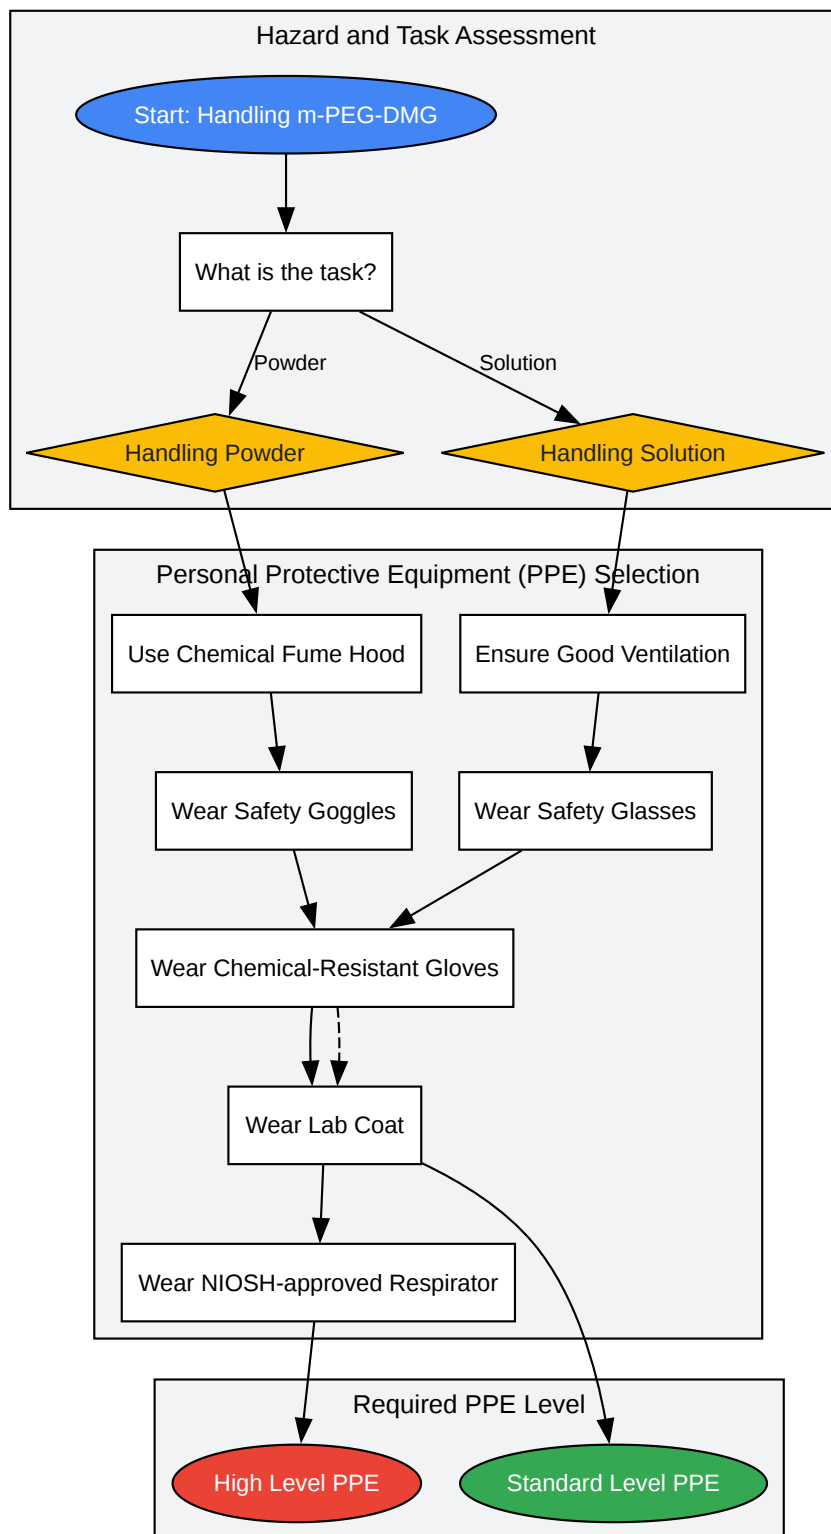 Hazard and Task Assessment
Start: Handling m-PEG-DMG
What is the task?
Powder
Solution
Handling Powder
Handling Solution
Personal Protective Equipment (PPE) Selection
Use Chemical Fume Hood
Ensure Good Ventilation
Wear Safety Goggles
Wear Safety Glasses
Wear Chemical-Resistant Gloves
Wear Lab Coat
Wear NIOSH-approved Respirator
Required PPE Level
High Level PPE
Standard Level PPE